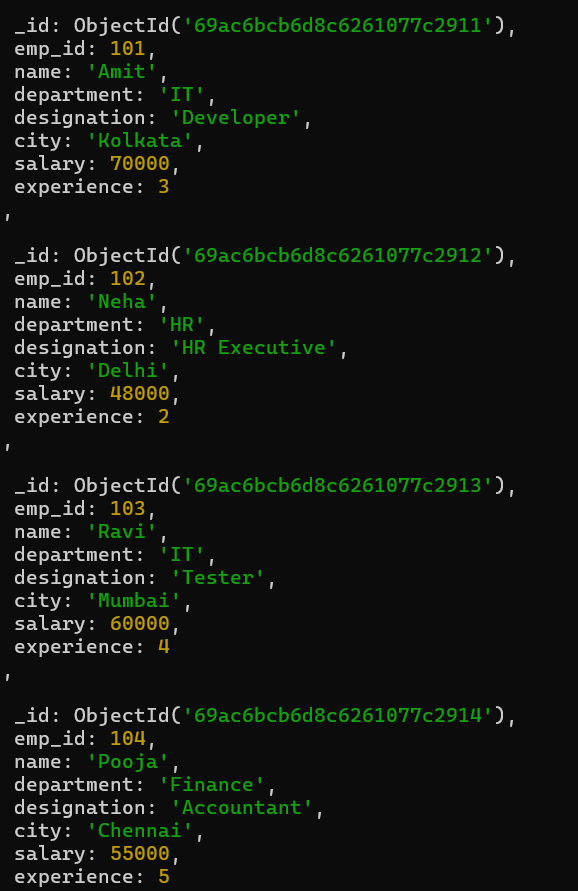 _id: ObjectId('69ac6bcb6d8c6261077c2911'),
emp_id: 101,
name: 'Amit',
department: 'IT',
designation: 'Developer',
city: 'Kolkata',
salary: 70000,
experience: 3
,
_id: ObjectId('69ac6bcb6d8c6261077c2912'),
emp_id: 102,
name: 'Neha',
department: 'HR',
designation: 'HR Executive',
city: 'Delhi',
salary: 48000,
experience: 2
,
_id: ObjectId('69ac6bcb6d8c6261077c2913'),
emp_id: 103,
name: 'Ravi',
department: 'IT',
designation: 'Tester',
city: 'Mumbai',
salary: 60000,
experience: 4
,
_id: ObjectId('69ac6bcb6d8c6261077c2914'),
emp_id: 104,
name: 'Pooja',
department: 'Finance',
designation: 'Accountant',
city: 'Chennai',
salary: 55000,
experience: 5